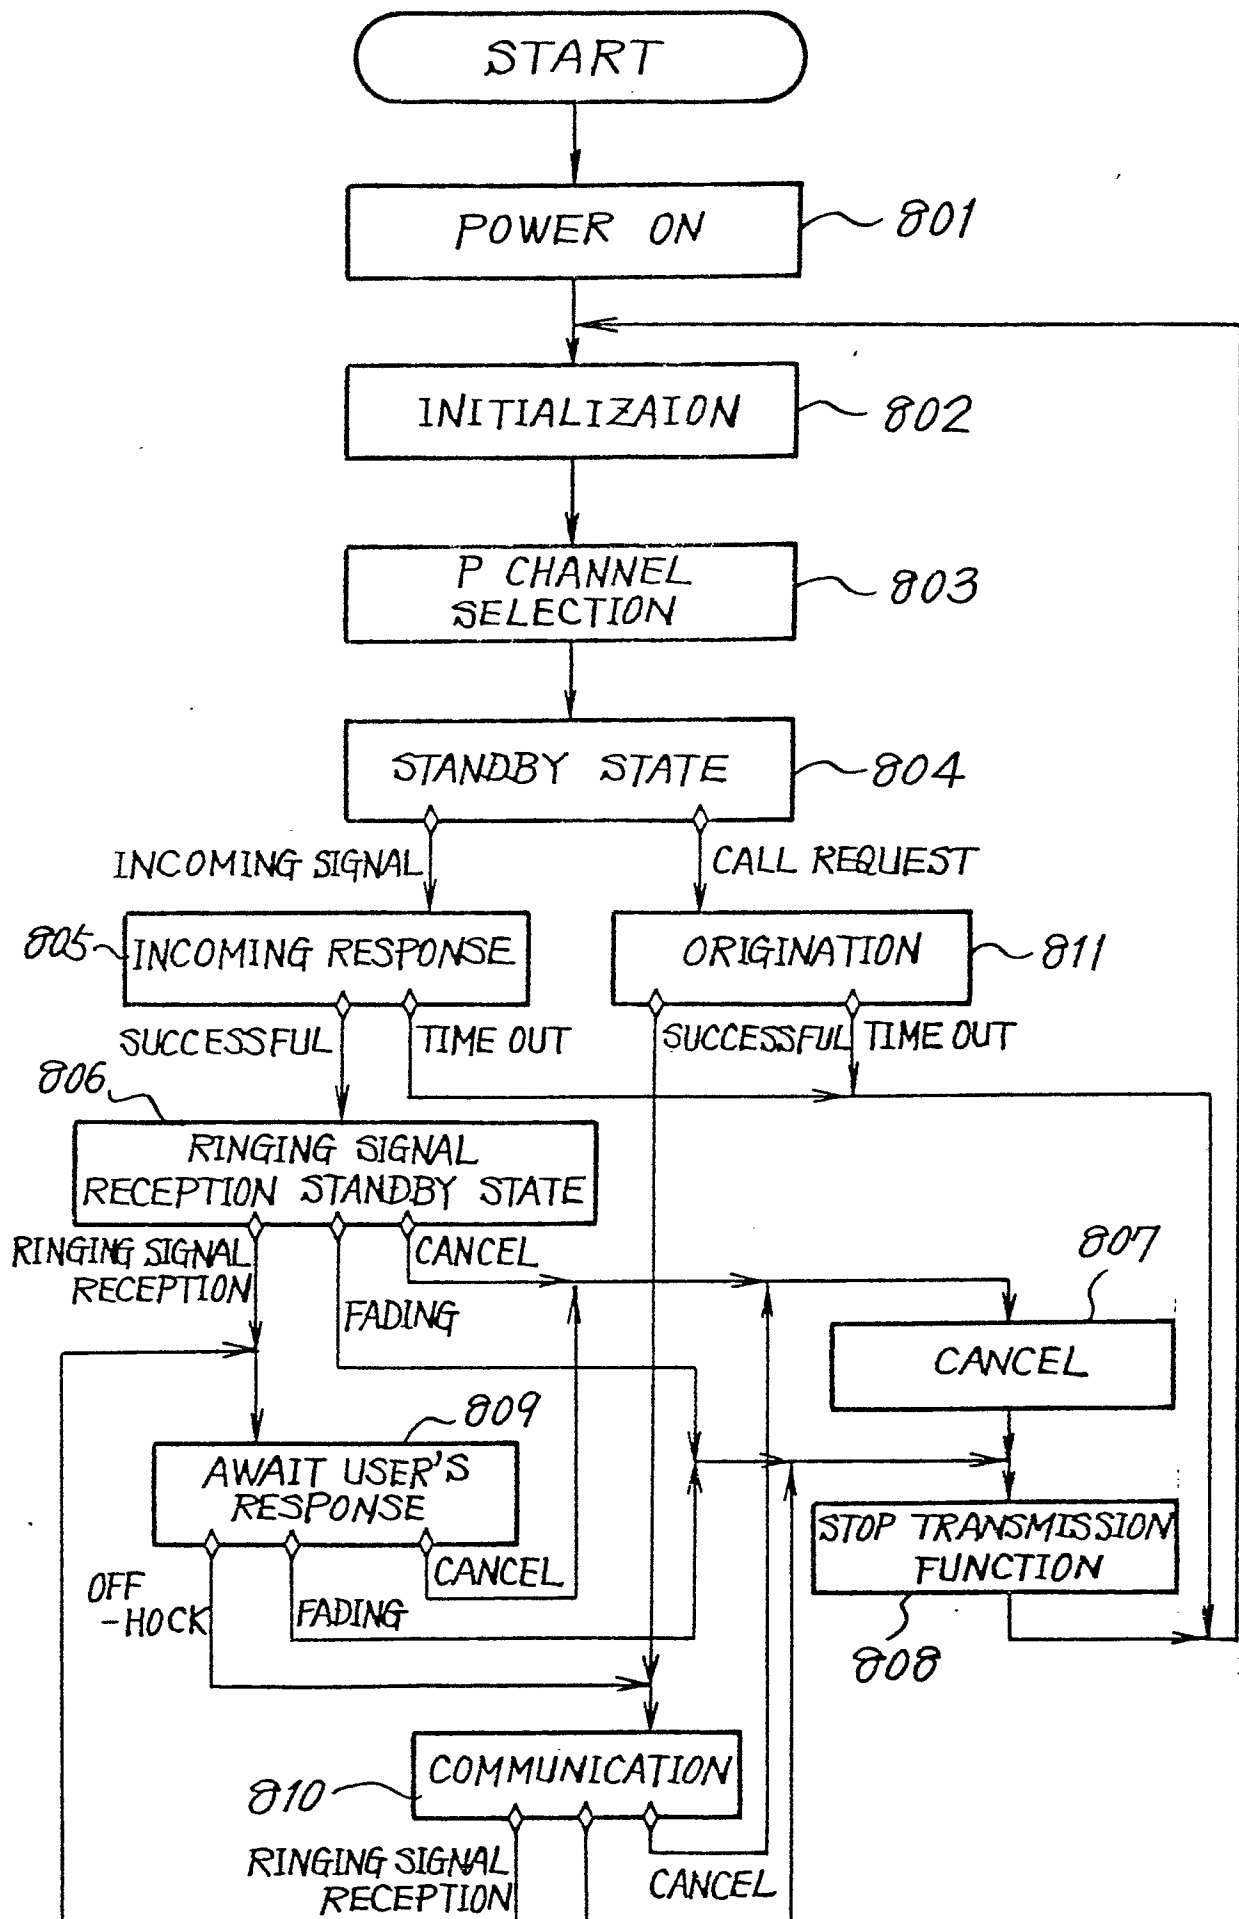 START
POWER ON
801
INITIALIZAION
802
P CHANNEL
SELECTION
803
STANDBY STATE
804
INCOMING SIGNAL
CALL REQUEST
805
INCOMING RESPONSE
ORIGINATION
811
SUCCESSFUL
TIME OUT
SUCCESSFUL
TIME OUT
806
RINGING SIGNAL
RECEPTION STANDBY STATE
RINGING SIGNAL
RECEPTION
FADING
CANCEL
807
CANCEL
809
AWAIT USER'S
RESPONSE
STOP TRANSMISSION
FUNCTION
808
OFF
-HOCK
FADING
CANCEL
COMMUNICATION
810
RINGING SIGNAL
RECEPTION
CANCEL